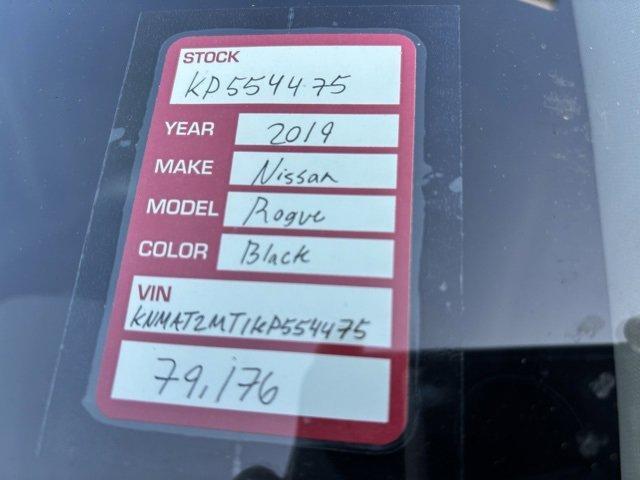 STOCK
KP554475
YEAR 2019
MAKE Nissan
MODEL Rogue
COLOR Black
VIN
KNMAT2MT1KP554475
79,176